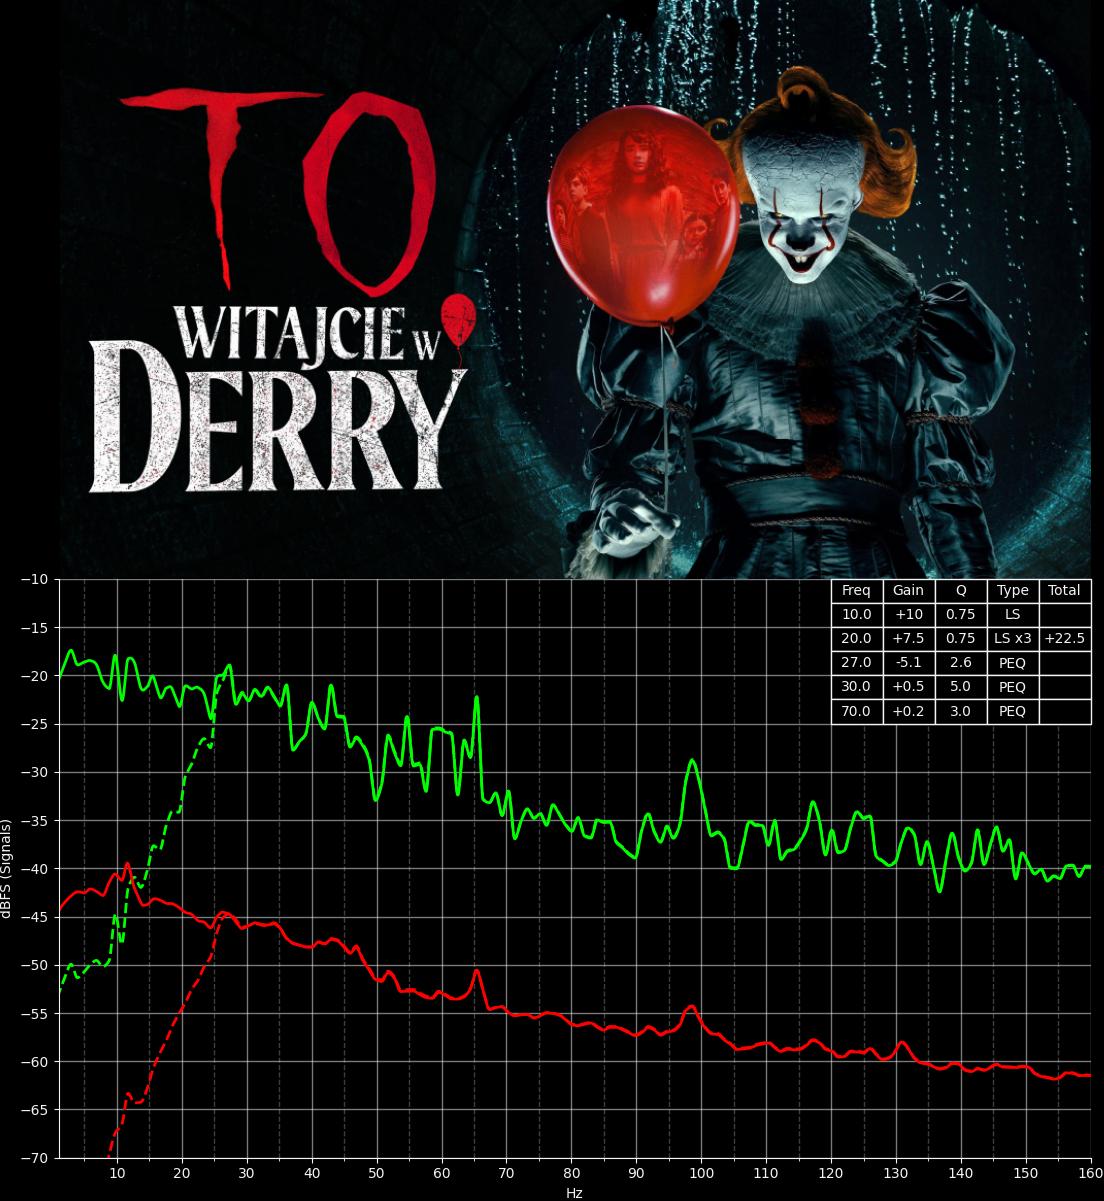 TO
WITAJCIE W
DERRY
Freq Gain Q Type Total
10.0 +10 0.75 LS
20.0 +7.5 0.75 LS x3 +22.5
27.0 -5.1 2.6 PEQ
30.0 +0.5 5.0 PEQ
70.0 +0.2 3.0 PEQ
−10
−15
−20
−25
−30
−35
−40
−45
−50
−55
−60
−65
−70
dBFS (Signals)
10 20 30 40 50 60 70 80 90 100 110 120 130 140 150 160
Hz